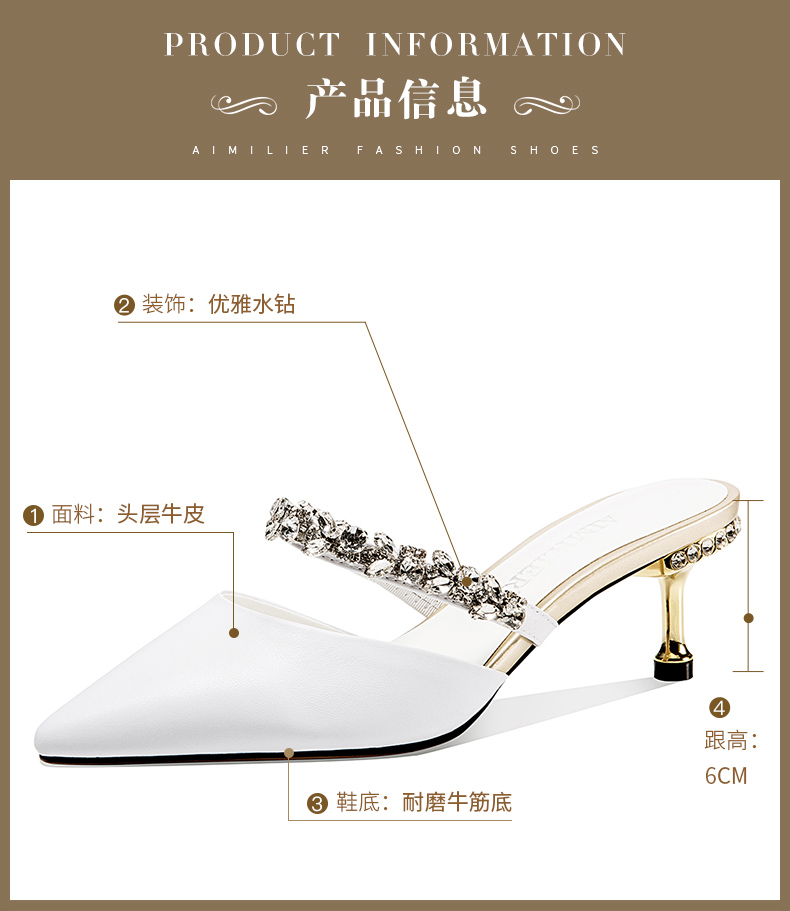 PRODUCT INFORMATION
产品信息
AIMILIER FASHION SHOES
2 装饰：优雅水钻
1 面料：头层牛皮
AIMILIER
4
跟高：
6CM
3 鞋底：耐磨牛筋底